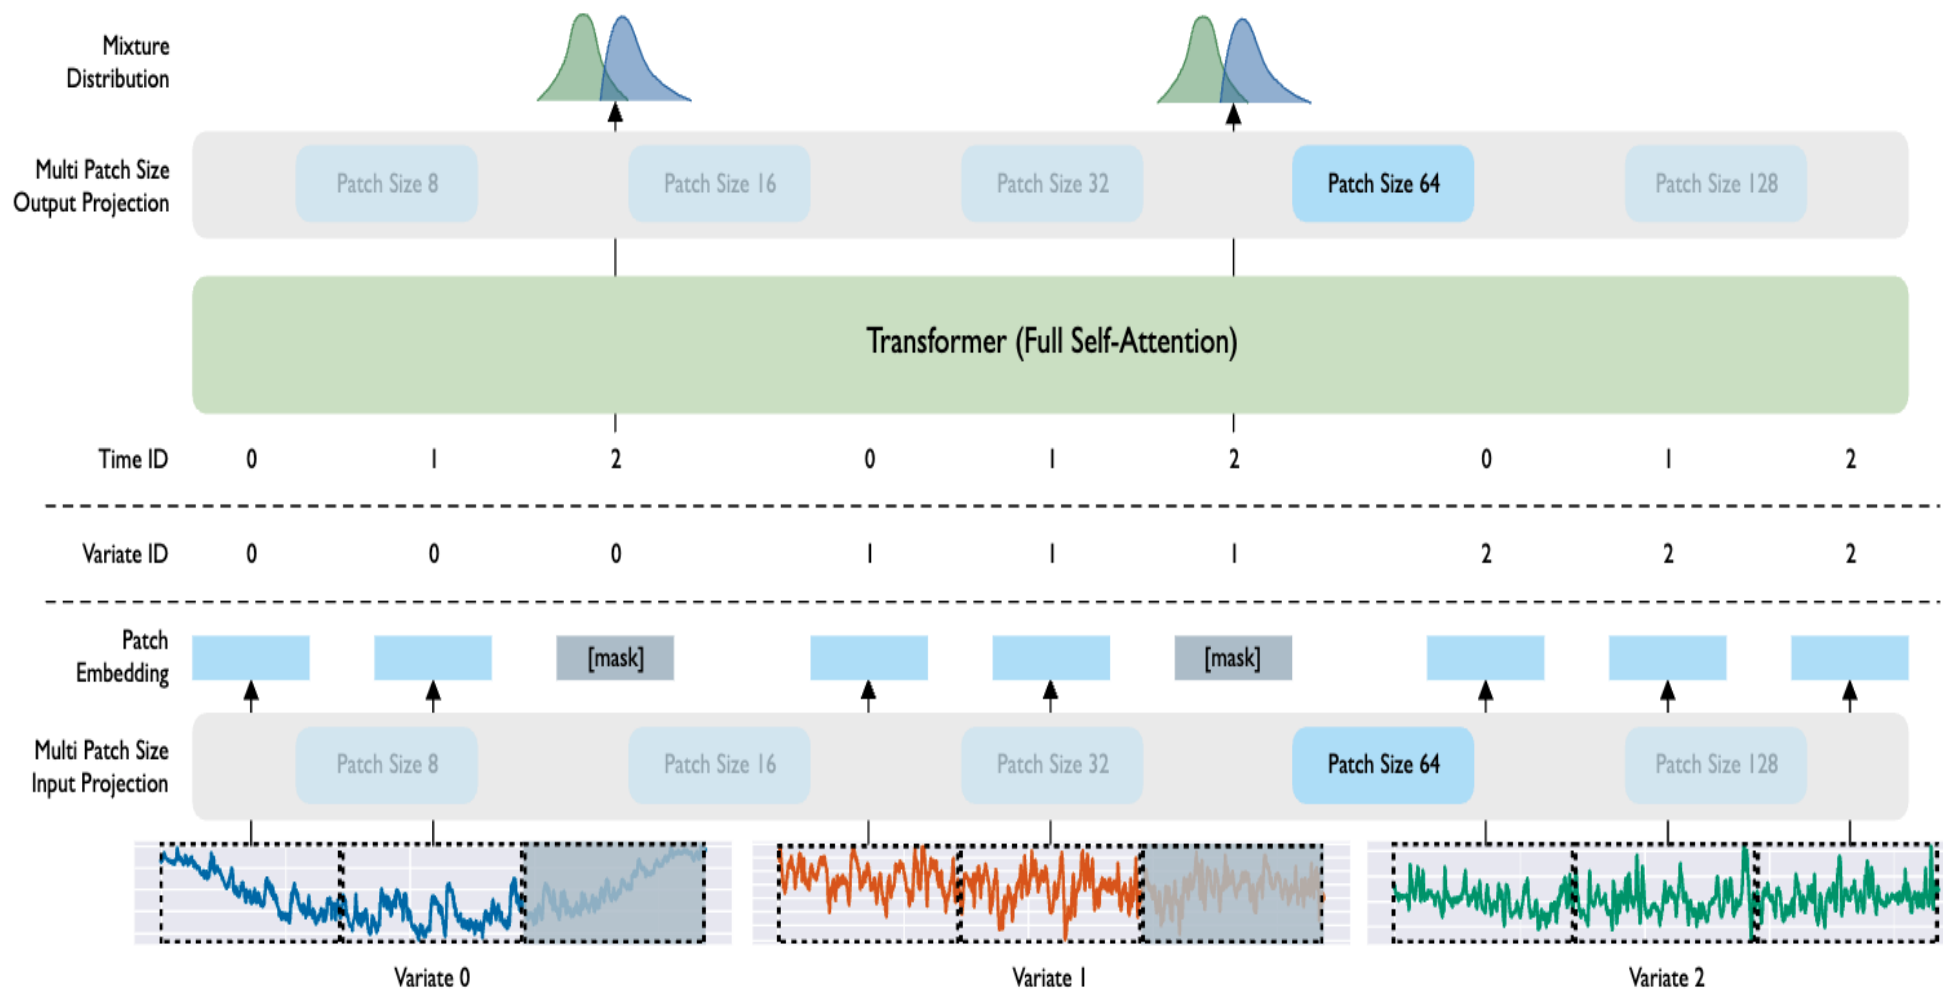 Mixture
Distribution
Multi Patch Size
Output Projection
Patch Size 8
Patch Size 16
Patch Size 32
Patch Size 64
Patch Size 128
Transformer (Full Self-Attention)
Time ID 0 1 2 0 1 2 0 1 2
Variate ID 0 0 0 1 1 1 2 2 2
Patch
Embedding
[mask] [mask]
Multi Patch Size
Input Projection
Patch Size 8
Patch Size 16
Patch Size 32
Patch Size 64
Patch Size 128
Variate 0 Variate 1 Variate 2